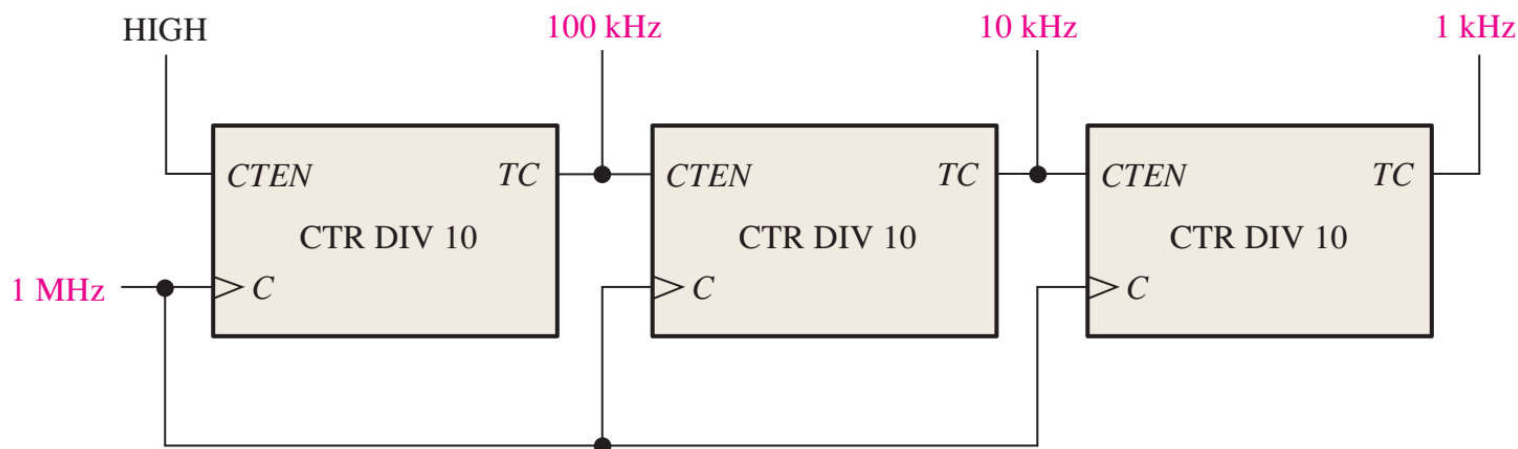 HIGH 100 kHz 10 kHz 1 kHz
CTEN TC CTEN TC CTEN TC
CTR DIV 10 CTR DIV 10 CTR DIV 10
1 MHz C C C